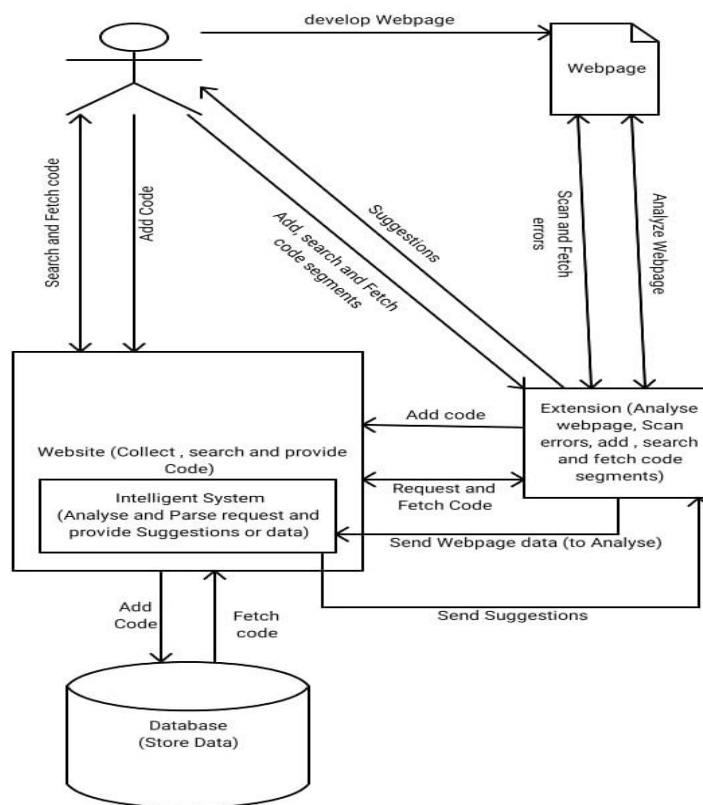 develop Webpage
Webpage
Search and Fetch code
Add Code
Suggestions
Add, search and Fetch
code segments
Scan and Fetch
errors
Analyze Webpage
Add code
Extension (Analyse
webpage, Scan
errors, add , search
and fetch code
segments)
Website (Collect , search and provide
Code)
Intelligent System
(Analyse and Parse request and
provide Suggestions or data)
Request and
Fetch Code
Send Webpage data (to Analyse)
Send Suggestions
Add
Code
Fetch
code
Database
(Store Data)